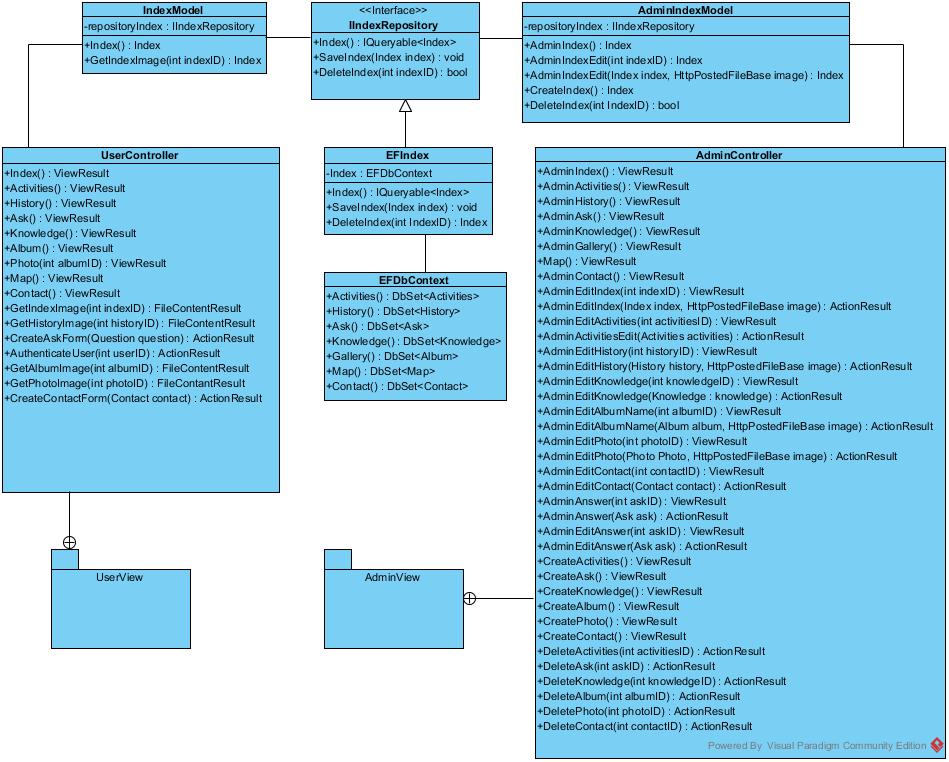 IndexModel
-repositoryIndex : IIndexRepository
+Index() : Index
+GetIndexImage(int indexID) : Index
<<Interface>>
IIndexRepository
+Index() : IQueryable<Index>
+SaveIndex(Index index) : void
+DeleteIndex(int indexID) : bool
AdminIndexModel
-repositoryIndex : IIndexRepository
+AdminIndex() : Index
+AdminIndexEdit(int indexID) : Index
+AdminIndexEdit(Index index, HttpPostedFileBase image) : Index
+CreateIndex() : Index
+DeleteIndex(int IndexID) : bool
UserController
+Index() : ViewResult
+Activities() : ViewResult
+History() : ViewResult
+Ask() : ViewResult
+Knowledge() : ViewResult
+Album() : ViewResult
+Photo(int albumID) : ViewResult
+Map() : ViewResult
+Contact() : ViewResult
+GetIndexImage(int indexID) : FileContentResult
+GetHistoryImage(int historyID) : FileContentResult
+CreateAskForm(Question question) : ActionResult
+AuthenticateUser(int userID) : ActionResult
+GetAlbumImage(int albumID) : FileContentResult
+GetPhotoImage(int photoID) : FileContantResult
+CreateContactForm(Contact contact) : ActionResult
EFIndex
-Index : EFDbContext
+Index() : IQueryable<Index>
+SaveIndex(Index index) : void
+DeleteIndex(int IndexID) : Index
EFDbContext
+Activities() : DbSet<Activities>
+History() : DbSet<History>
+Ask() : DbSet<Ask>
+Knowledge() : DbSet<Knowledge>
+Gallery() : DbSet<Album>
+Map() : DbSet<Map>
+Contact() : DbSet<Contact>
AdminController
+AdminIndex() : ViewResult
+AdminActivities() : ViewResult
+AdminHistory() : ViewResult
+AdminAsk() : ViewResult
+AdminKnowledge() : ViewResult
+AdminGallery() : ViewResult
+Map() : ViewResult
+AdminContact() : ViewResult
+AdminEditIndex(int indexID) : ViewResult
+AdminEditIndex(Index index, HttpPostedFileBase image) : ActionResult
+AdminEditActivities(int activitiesID) : ViewResult
+AdminActivitiesEdit(Activities activities) : ActionResult
+AdminEditHistory(int historyID) : ViewResult
+AdminEditHistory(History history, HttpPostedFileBase image) : ActionResult
+AdminEditKnowledge(int knowledgeID) : ViewResult
+AdminEditKnowledge(Knowledge : knowledge) : ActionResult
+AdminEditAlbumName(int albumID) : ViewResult
+AdminEditAlbumName(Album album, HttpPostedFileBase image) : ActionResult
+AdminEditPhoto(int photoID) : ViewResult
+AdminEditPhoto(Photo Photo, HttpPostedFileBase image) : ActionResult
+AdminEditContact(int contactID) : ViewResult
+AdminEditContact(Contact contact) : ActionResult
+AdminAnswer(int askID) : ViewResult
+AdminAnswer(Ask ask) : ActionResult
+AdminEditAnswer(int askID) : ViewResult
+AdminEditAnswer(Ask ask) : ActionResult
+CreateActivities() : ViewResult
+CreateAsk() : ViewResult
+CreateKnowledge() : ViewResult
+CreateAlbum() : ViewResult
+CreatePhoto() : ViewResult
+CreateContact() : ViewResult
+DeleteActivities(int activitiesID) : ActionResult
+DeleteAsk(int askID) : ActionResult
+DeleteKnowledge(int knowledgeID) : ActionResult
+DeleteAlbum(int albumID) : ActionResult
+DeletePhoto(int photoID) : ActionResult
+DeleteContact(int contactID) : ActionResult
UserView
AdminView
Powered By Visual Paradigm Community Edition